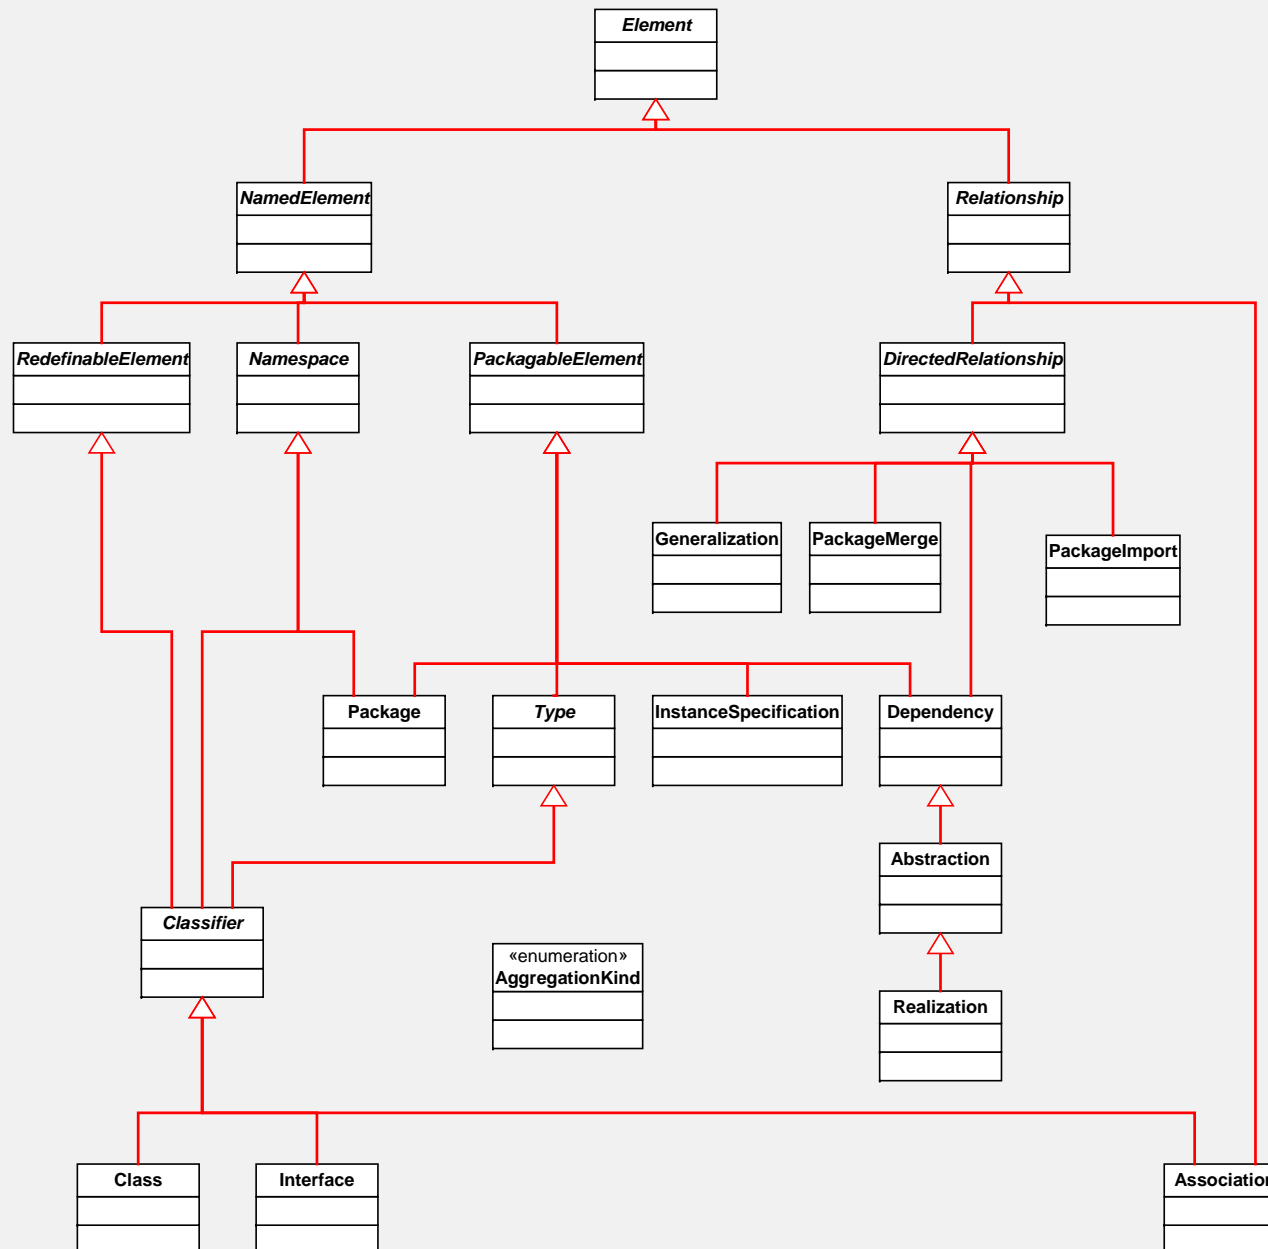 Element
NamedElement
Relationship
RedefinableElement
Namespace
PackagableElement
DirectedRelationship
Generalization
PackageMerge
PackageImport
Package
Type
InstanceSpecification
Dependency
Abstraction
Classifier
«enumeration»
AggregationKind
Realization
Class
Interface
Association